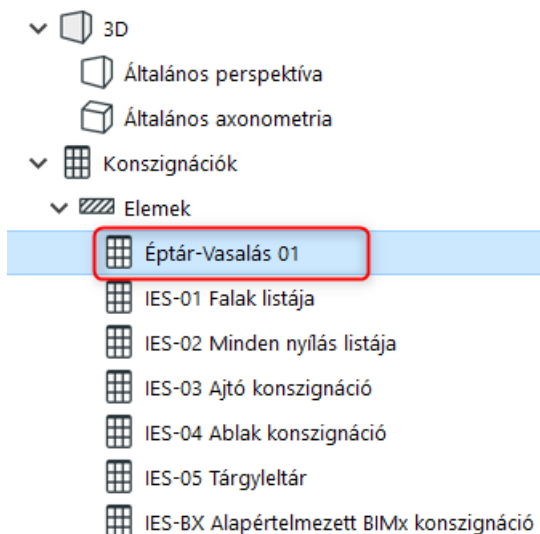 3D
Általános perspektíva
Általános axonometria
Konszignációk
Elemek
Éptár-Vasalás 01
IES-01 Falak listája
IES-02 Minden nyílás listája
IES-03 Ajtó konszignáció
IES-04 Ablak konszignáció
IES-05 Tárgyleltár
IES-BX Alapértelmezett BIMx konszignáció